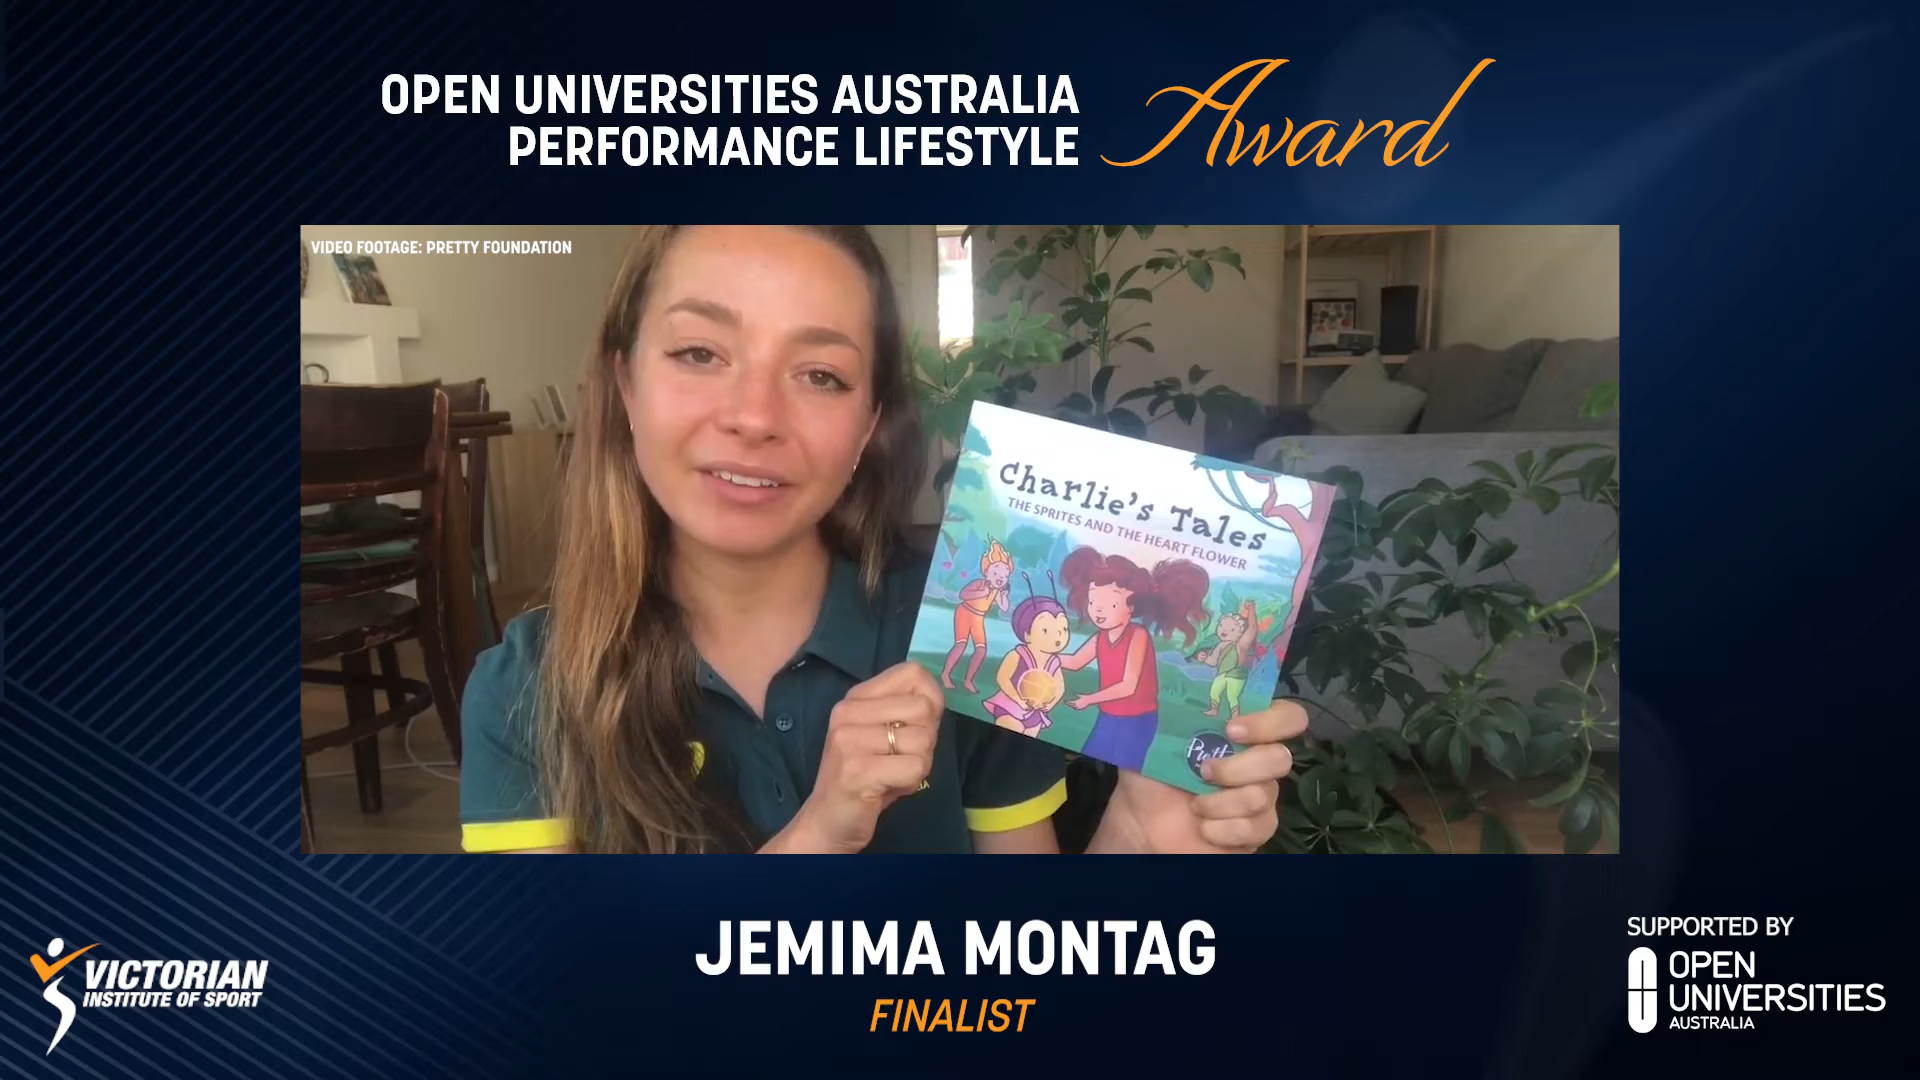 OPEN UNIVERSITIES AUSTRALIA
PERFORMANCE LIFESTYLE
Award
VIDEO FOOTAGE: PRETTY FOUNDATION
Charlie's Tales
THE SPRITES AND THE HEART FLOWER
JEMIMA MONTAG
FINALIST
VICTORIAN
INSTITUTE OF SPORT
SUPPORTED BY
OPEN
UNIVERSITIES
AUSTRALIA